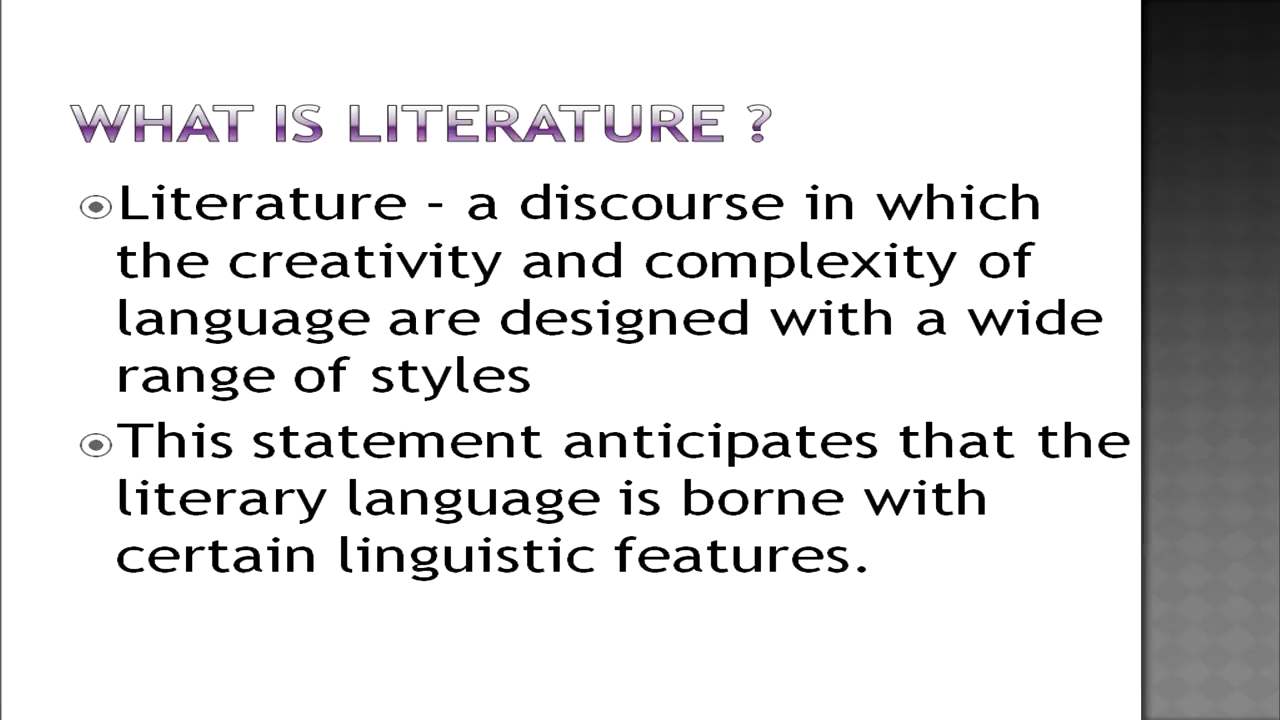 WHAT IS LITERATURE ?
Literature - a discourse in which
the creativity and complexity of
language are designed with a wide
range of styles
This statement anticipates that the
literary language is borne with
certain linguistic features.